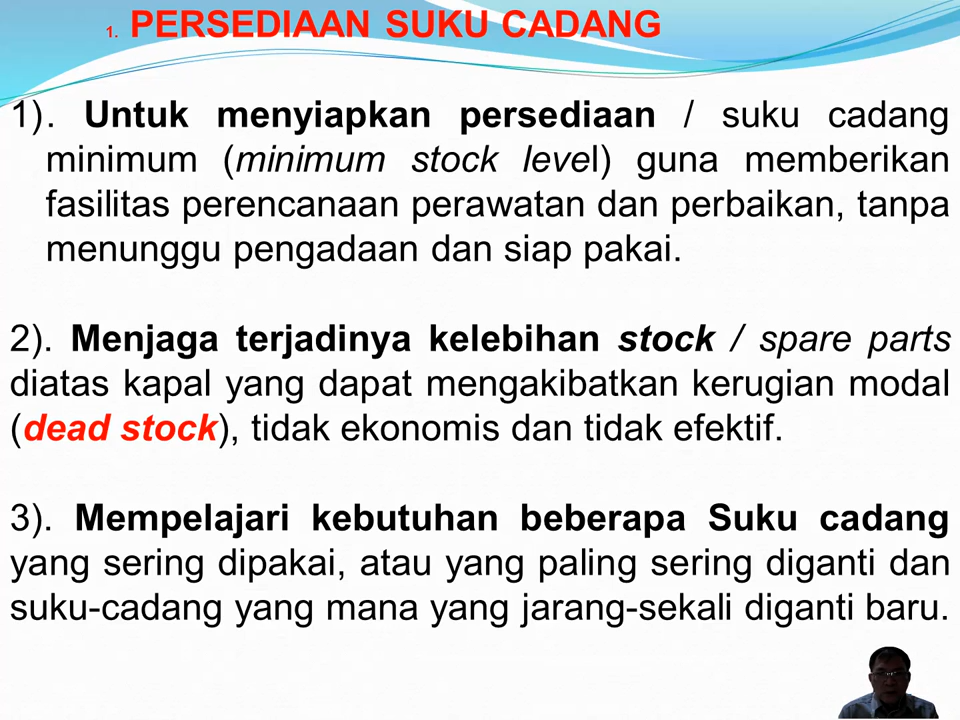 1. PERSEDIAAN SUKU CADANG
1). Untuk menyiapkan persediaan / suku cadang
minimum (minimum stock level) guna memberikan
fasilitas perencanaan perawatan dan perbaikan, tanpa
menunggu pengadaan dan siap pakai.
2). Menjaga terjadinya kelebihan stock / spare parts
diatas kapal yang dapat mengakibatkan kerugian modal
(dead stock), tidak ekonomis dan tidak efektif.
3). Mempelajari kebutuhan beberapa Suku cadang
yang sering dipakai, atau yang paling sering diganti dan
suku-cadang yang mana yang jarang-sekali diganti baru.